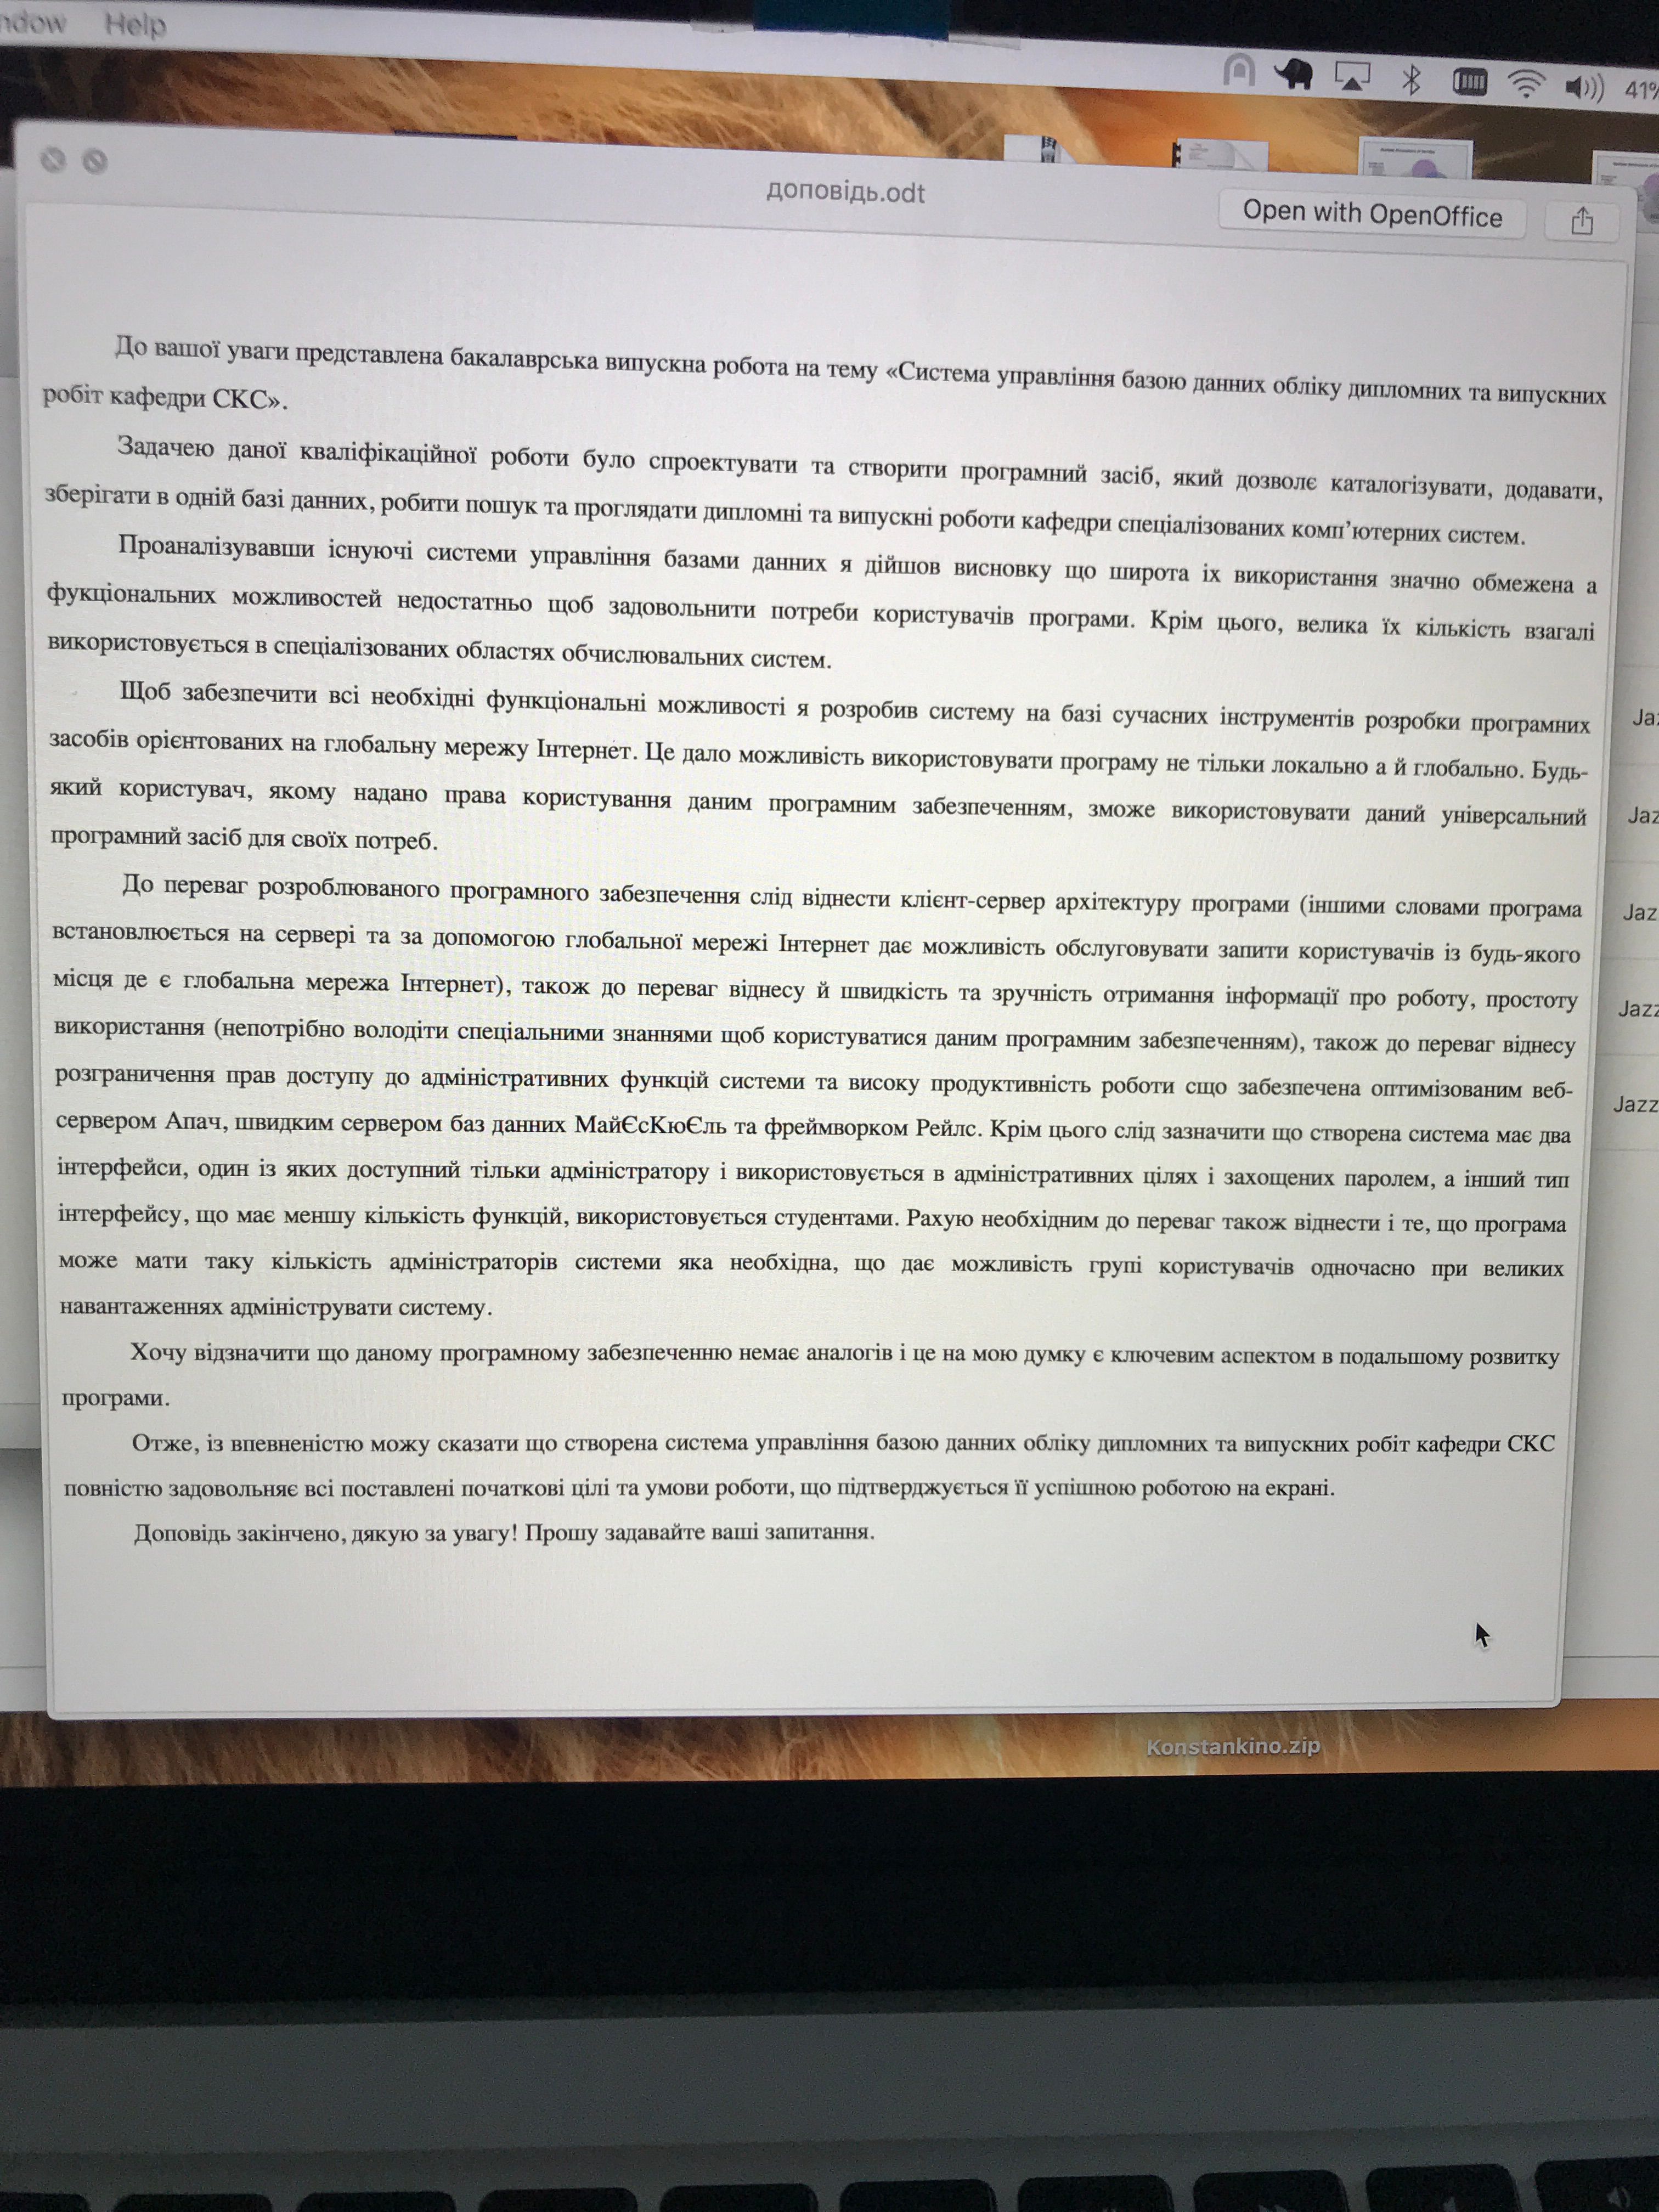 Help
41%
доповідь.odt
Open with OpenOffice
До вашої уваги представлена бакалаврська випускна робота на тему «Система управління базою данних обліку дипломних та випускних
робіт кафедри СКС».
Задачею даної кваліфікаційної роботи було спроектувати та створити програмний засіб, який дозволє каталогізувати, додавати,
зберігати в одній базі данних, робити пошук та проглядати дипломні та випускні роботи кафедри спеціалізованих комп’ютерних систем.
Проаналізувавши існуючі системи управління базами данних я дійшов висновку що широта іх використання значно обмежена а
фукціональних можливостей недостатньо щоб задовольнити потреби користувачів програми. Крім цього, велика їх кількість взагалі
використовується в спеціалізованих областях обчислювальних систем.
Щоб забезпечити всі необхідні функціональні можливості я розробив систему на базі сучасних інструментів розробки програмних
засобів орієнтованих на глобальну мережу Інтернет. Це дало можливість використовувати програму не тільки локально а й глобально. Будь-
який користувач, якому надано права користування даним програмним забезпеченням, зможе використовувати даний універсальний
програмний засіб для своїх потреб.
До переваг розроблюваного програмного забезпечення слід віднести клієнт-сервер архітектуру програми (іншими словами програма
встановлюється на сервері та за допомогою глобальної мережі Інтернет дає можливість обслуговувати запити користувачів із будь-якого
місця де є глобальна мережа Інтернет), також до переваг віднесу й швидкість та зручність отримання інформації про роботу, простоту
використання (непотрібно володіти спеціальними знаннями щоб користуватися даним програмним забезпеченням), також до переваг віднесу
розграничення прав доступу до адміністративних функцій системи та високу продуктивність роботи сщо забезпечена оптимізованим веб-
сервером Апач, швидким сервером баз данних МайЄсКюЄль та фреймворком Рейлс. Крім цього слід зазначити що створена система має два
інтерфейси, один із яких доступний тільки адміністратору і використовується в адміністративних цілях і захощених паролем, а інший тип
інтерфейсу, що має меншу кількість функцій, використовується студентами. Рахую необхідним до переваг також віднести і те, що програма
може мати таку кількість адміністраторів системи яка необхідна, що дає можливість групі користувачів одночасно при великих
навантаженнях адмініструвати систему.
Хочу відзначити що даному програмному забезпеченню немає аналогів і це на мою думку є ключевим аспектом в подальшому розвитку
програми.
Отже, із впевненістю можу сказати що створена система управління базою данних обліку дипломних та випускних робіт кафедри СКС
повністю задовольняє всі поставлені початкові цілі та умови роботи, що підтверджується її успішною роботою на екрані.
Доповідь закінчено, дякую за увагу! Прошу задавайте ваші запитання.
Jazz
Konstankino.zip